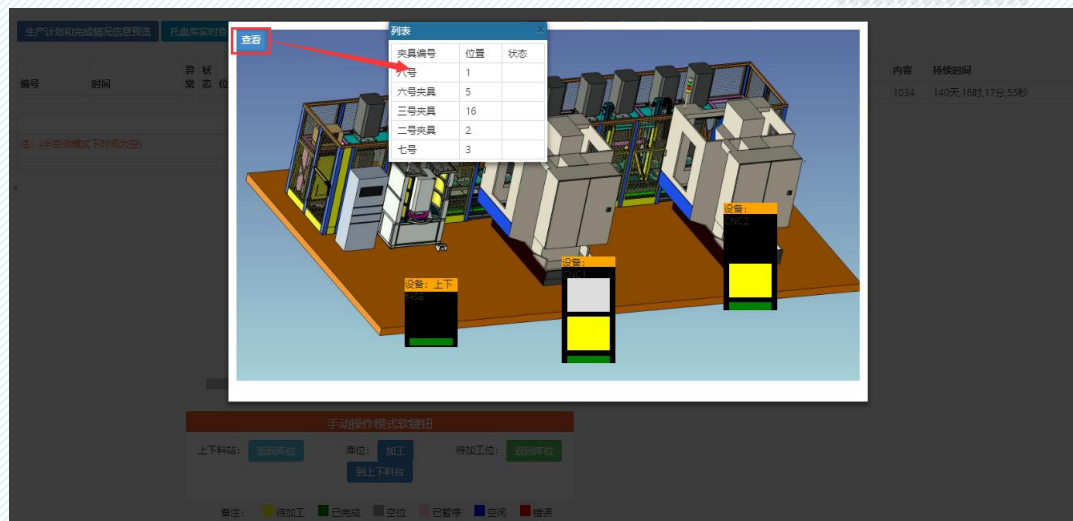 生产计划和完成情况信息预览 托盘库实时查
查看
列表 ×
夹具编号 位置 状态
八号 1
六号夹具 5
三号夹具 16
二号夹具 2
七号 3
编号 时间 异常 状态 位
内容 持续时间
1034 140天,16时,17分,55秒
注：(半自动模式下时间为空)
设备：
CNC2
设备：
CNC1
设备：上下
料站
手动操作模式软键钮
上下料站： 返回库位 库位： 加工 待加工位： 返回库位
到上下料台
备注： 待加工 已完成 空位 已暂停 空闲 错误